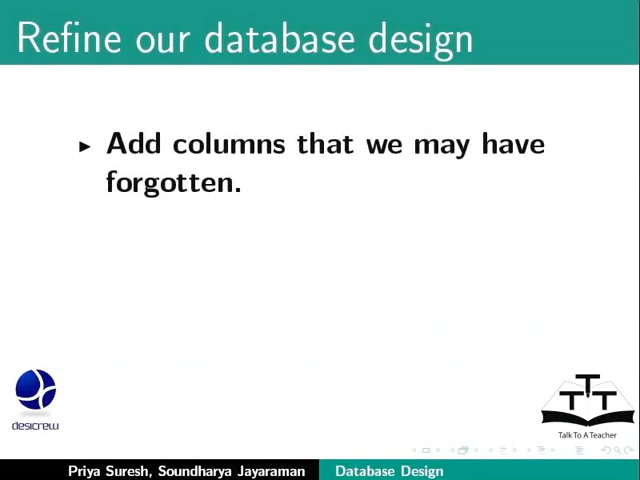 Refine our database design
Add columns that we may have
forgotten.
desicrew
T T T
Talk To A Teacher
Priya Suresh, Soundharya Jayaraman
Database Design